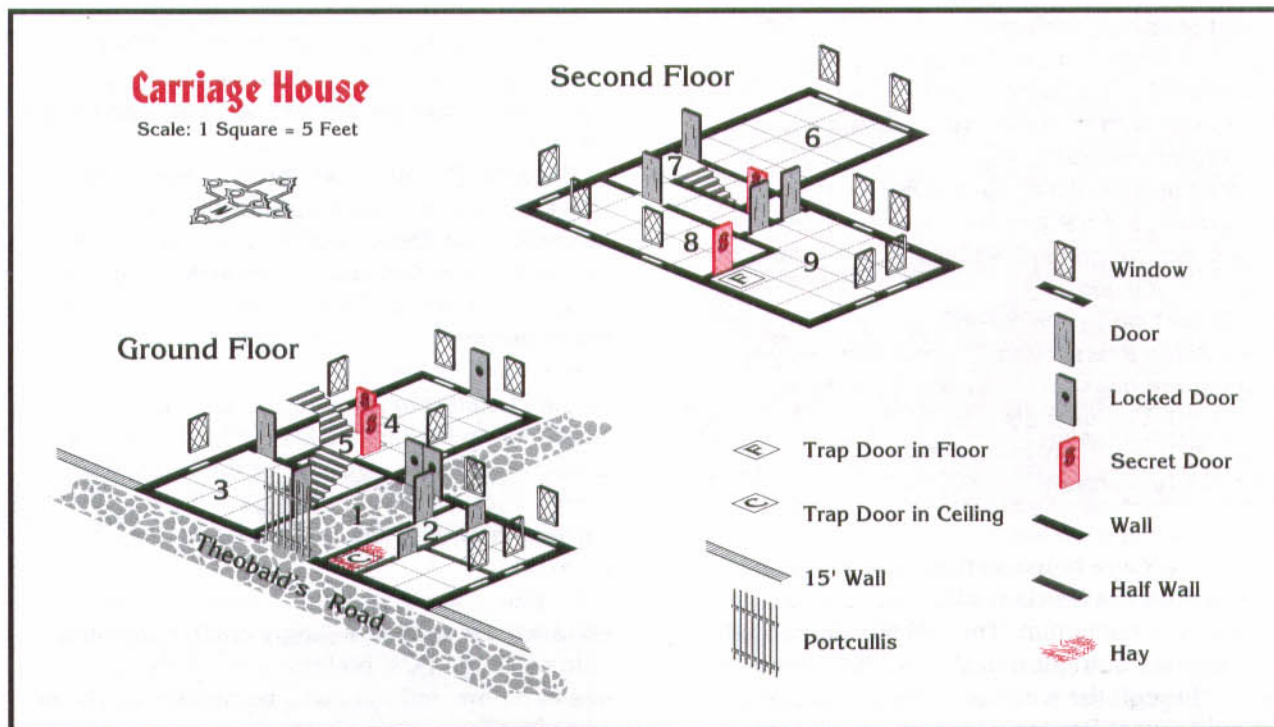 Carriage House
Scale: 1 Square = 5 Feet
N
Second Floor
6
7
8
9
F
Ground Floor
3
4
5
1
2
C
Theobald's Road
Window
Door
Locked Door
S Secret Door
F Trap Door in Floor
C Trap Door in Ceiling
Wall
15' Wall
Half Wall
Portcullis
Hay